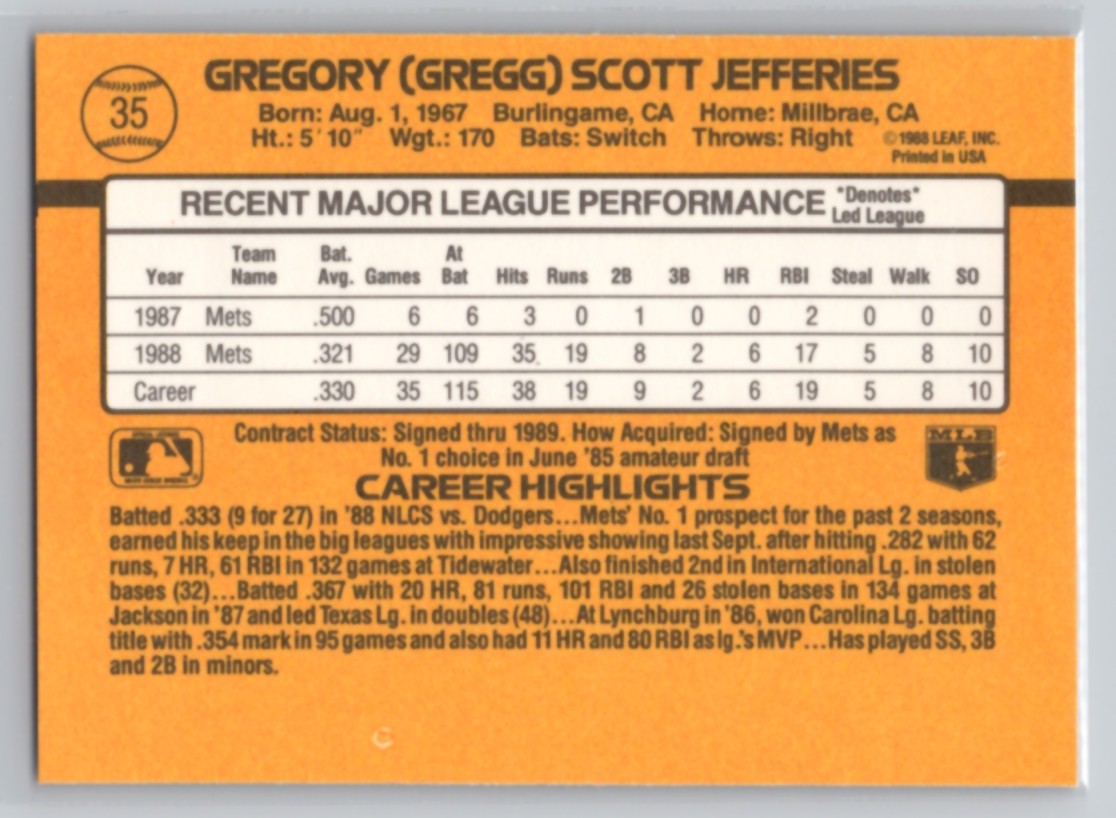 35
GREGORY (GREGG) SCOTT JEFFERIES
Born: Aug. 1, 1967 Burlingame, CA Home: Millbrae, CA
Ht.: 5' 10" Wgt.: 170 Bats: Switch Throws: Right ©1988 LEAF, INC.
Printed in USA
RECENT MAJOR LEAGUE PERFORMANCE *Denotes*
Led League
Team Bat. At
Year Name Avg. Games Bat Hits Runs 2B 3B HR RBI Steal Walk SO
1987 Mets .500 6 6 3 0 1 0 0 2 0 0 0
1988 Mets .321 29 109 35 19 8 2 6 17 5 8 10
Career .330 35 115 38 19 9 2 6 19 5 8 10
Contract Status: Signed thru 1989. How Acquired: Signed by Mets as
No. 1 choice in June '85 amateur draft
MLB
CAREER HIGHLIGHTS
Batted .333 (9 for 27) in '88 NLCS vs. Dodgers...Mets' No. 1 prospect for the past 2 seasons,
earned his keep in the big leagues with impressive showing last Sept. after hitting .282 with 62
runs, 7 HR, 61 RBI in 132 games at Tidewater...Also finished 2nd in International Lg. in stolen
bases (32)...Batted .367 with 20 HR, 81 runs, 101 RBI and 26 stolen bases in 134 games at
Jackson in '87 and led Texas Lg. in doubles (48)...At Lynchburg in '86, won Carolina Lg. batting
title with .354 mark in 95 games and also had 11 HR and 80 RBI as lg.'s MVP...Has played SS, 3B
and 2B in minors.